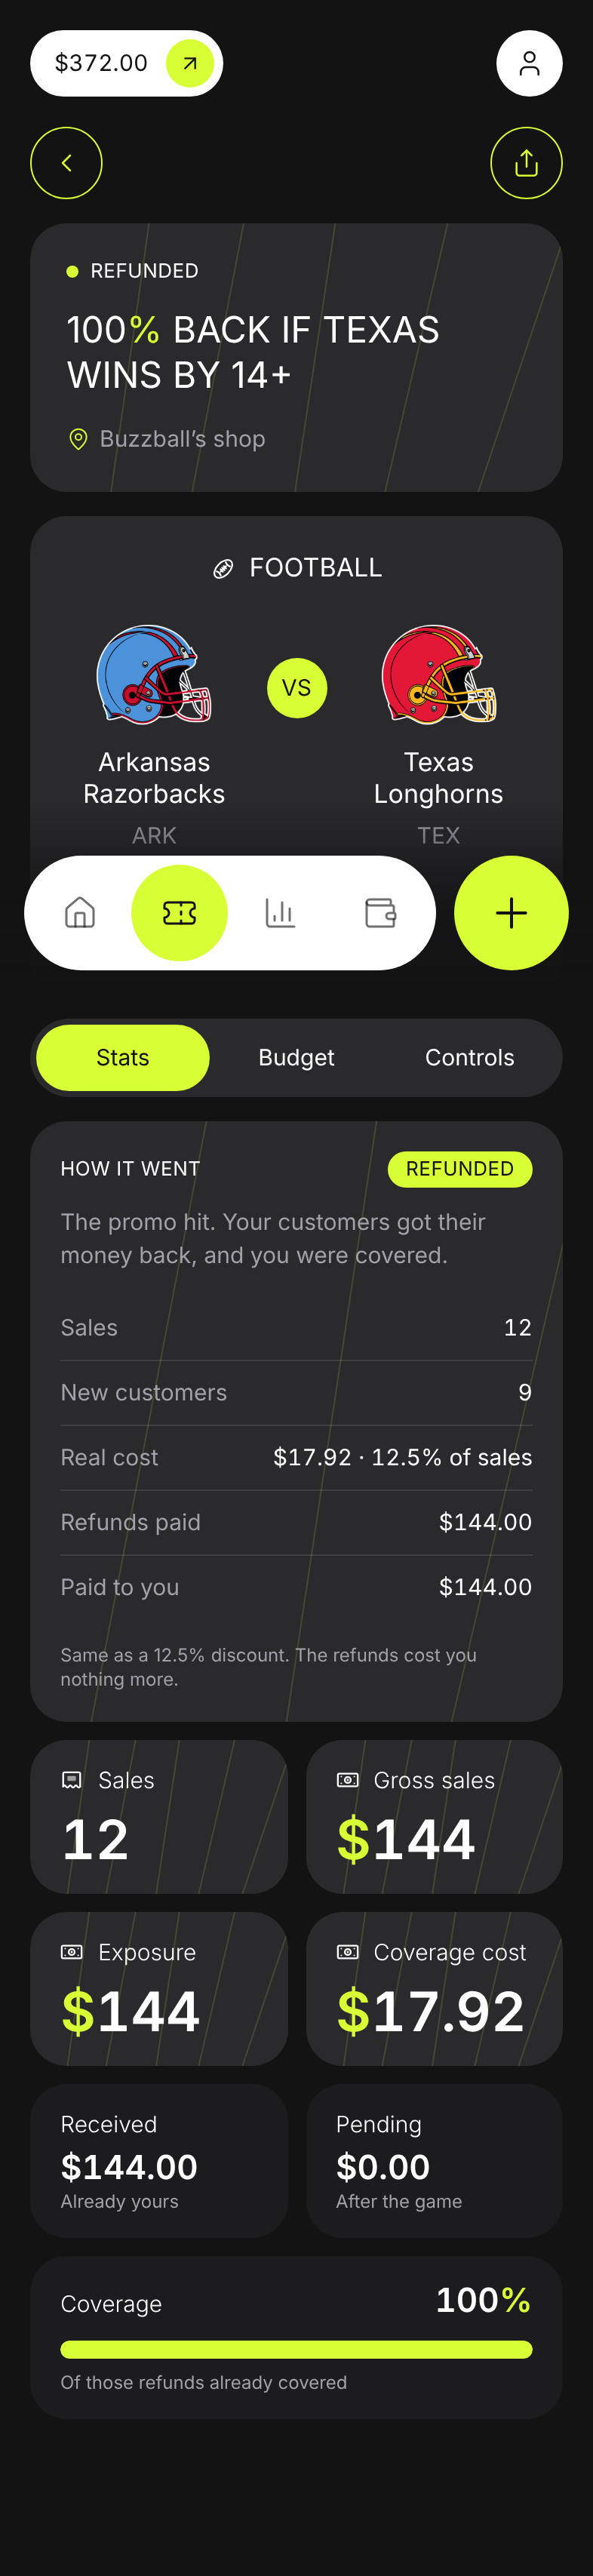 $372.00
REFUNDED
100% BACK IF TEXAS
WINS BY 14+
Buzzball’s shop
FOOTBALL
VS
Arkansas
Razorbacks
ARK
Texas
Longhorns
TEX
Stats
Budget
Controls
HOW IT WENT
REFUNDED
The promo hit. Your customers got their
money back, and you were covered.
Sales
12
New customers
9
Real cost
$17.92 · 12.5% of sales
Refunds paid
$144.00
Paid to you
$144.00
Same as a 12.5% discount. The refunds cost you
nothing more.
Sales
12
Gross sales
$144
Exposure
$144
Coverage cost
$17.92
Received
$144.00
Already yours
Pending
$0.00
After the game
Coverage
100%
Of those refunds already covered